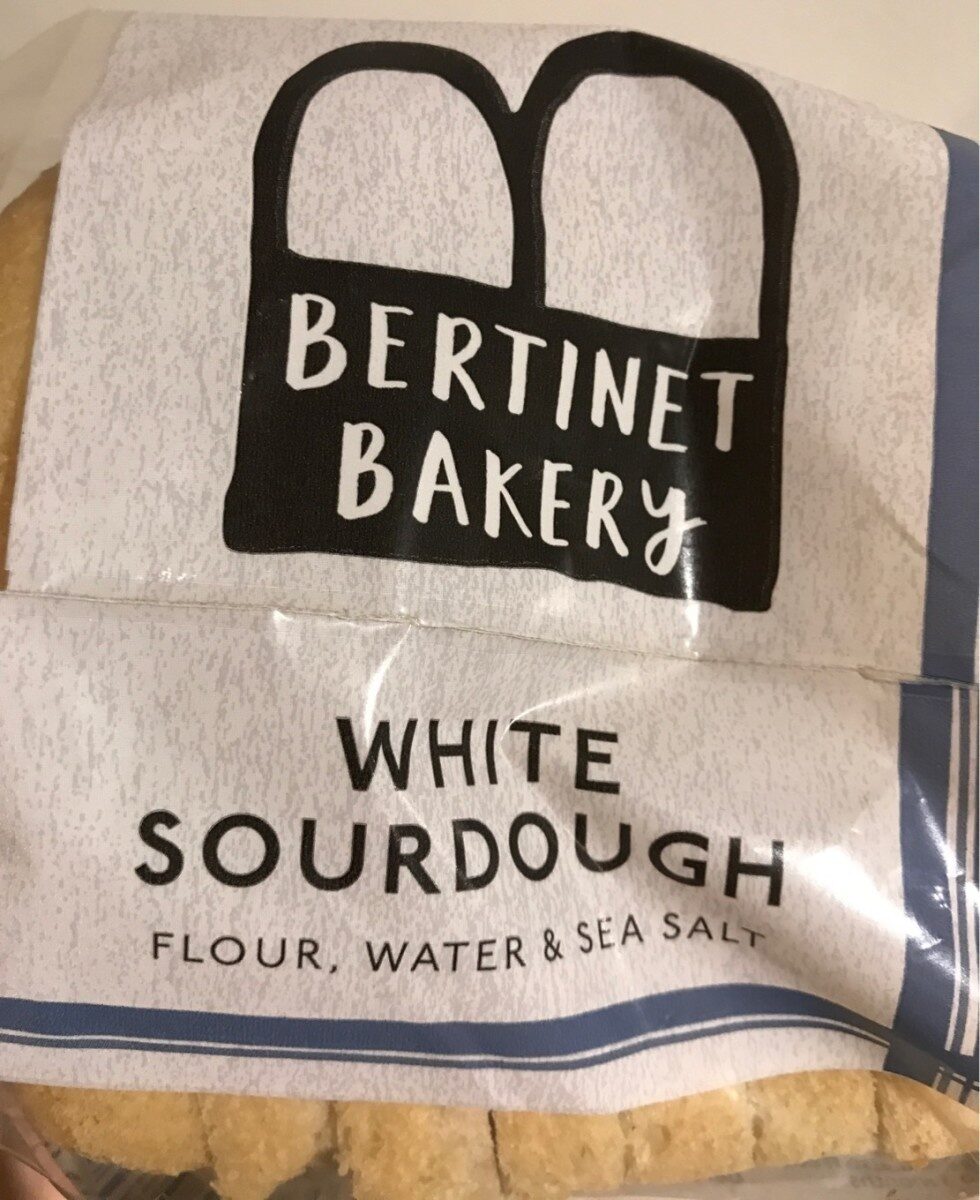 BERTINET
BAKERY
WHITE
SOURDOUGH
FLOUR, WATER & SEA SALT